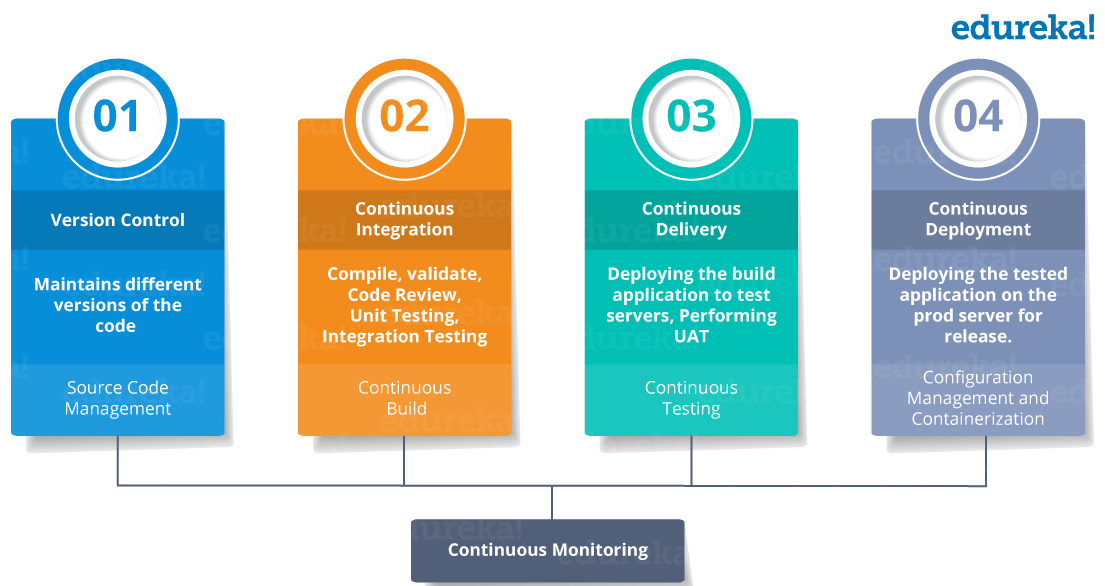 edureka!
01
Version Control
Maintains different
versions of the
code
Source Code
Management
02
Continuous
Integration
Compile, validate,
Code Review,
Unit Testing,
Integration Testing
Continuous
Build
03
Continuous
Delivery
Deploying the build
application to test
servers, Performing
UAT
Continuous
Testing
04
Continuous
Deployment
Deploying the tested
application on the
prod server for
release.
Configuration
Management and
Containerization
Continuous Monitoring